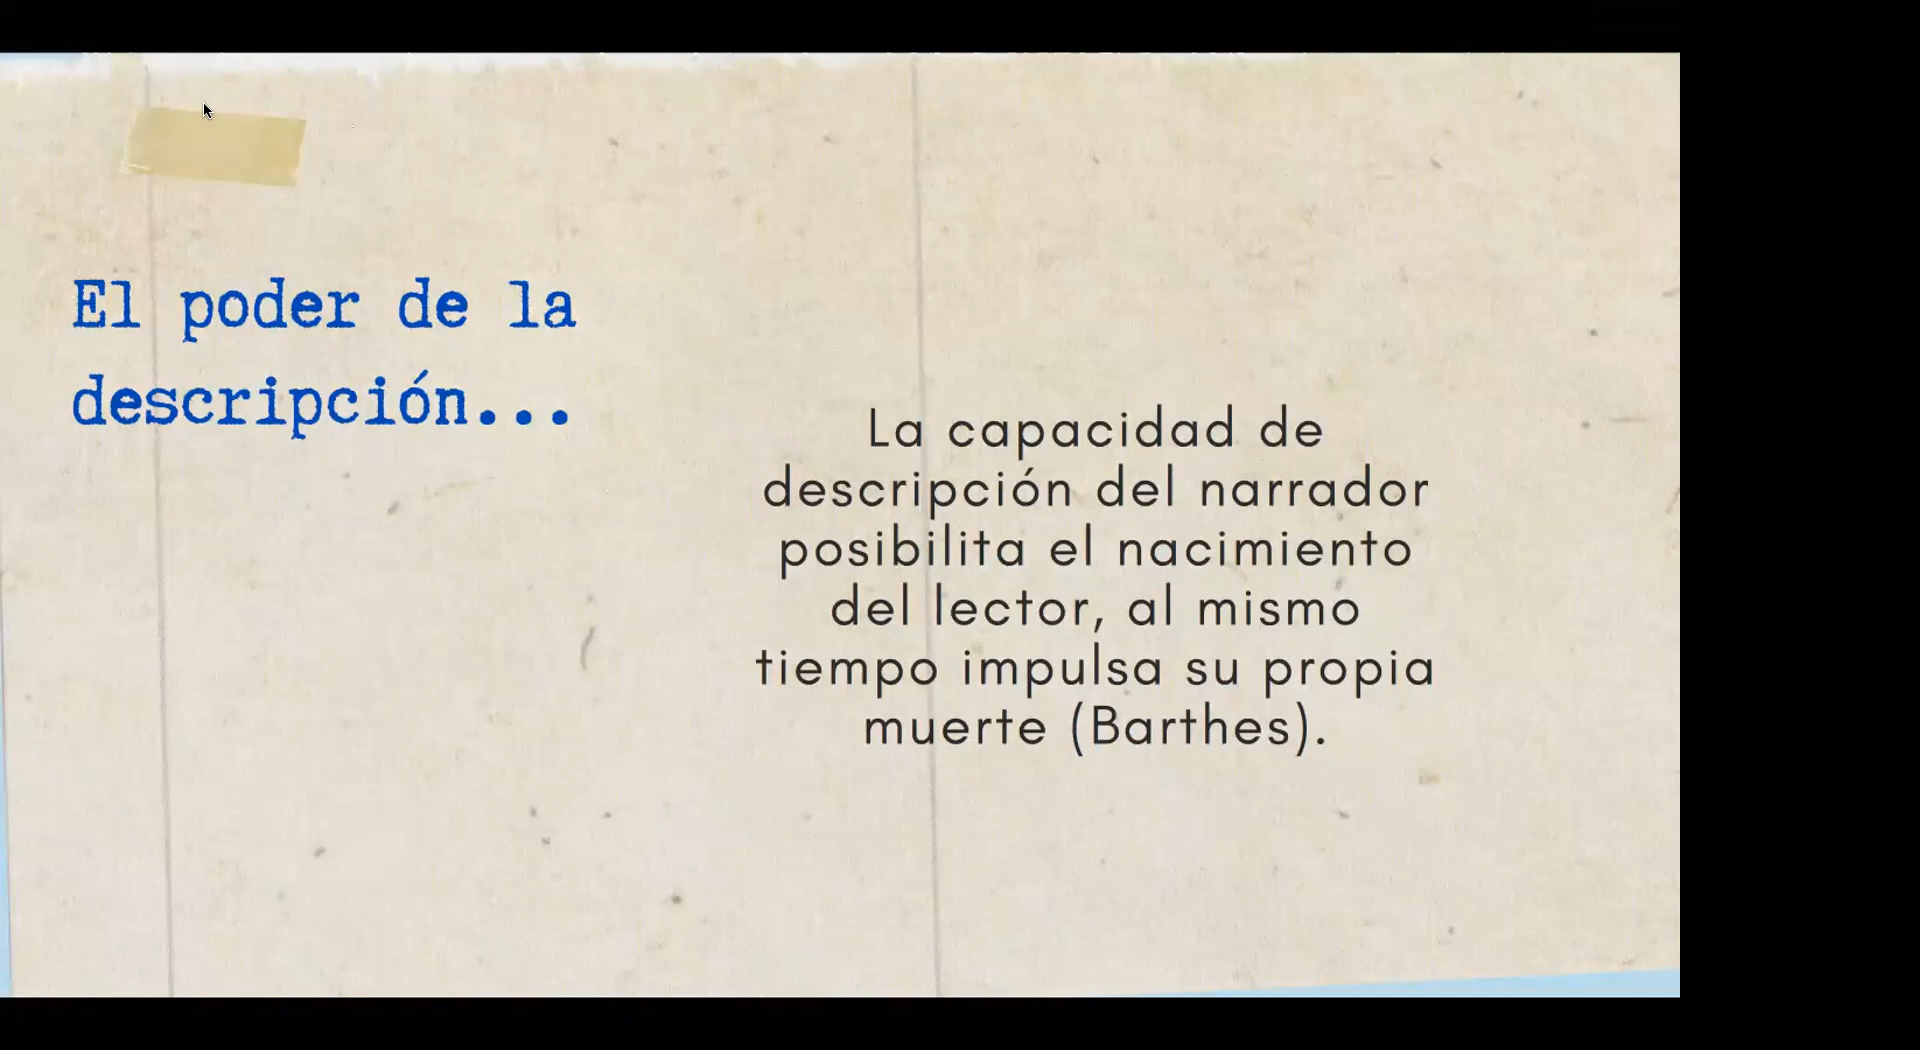 El poder de la
descripción...
La capacidad de
descripción del narrador
posibilita el nacimiento
del lector, al mismo
tiempo impulsa su propia
muerte (Barthes).